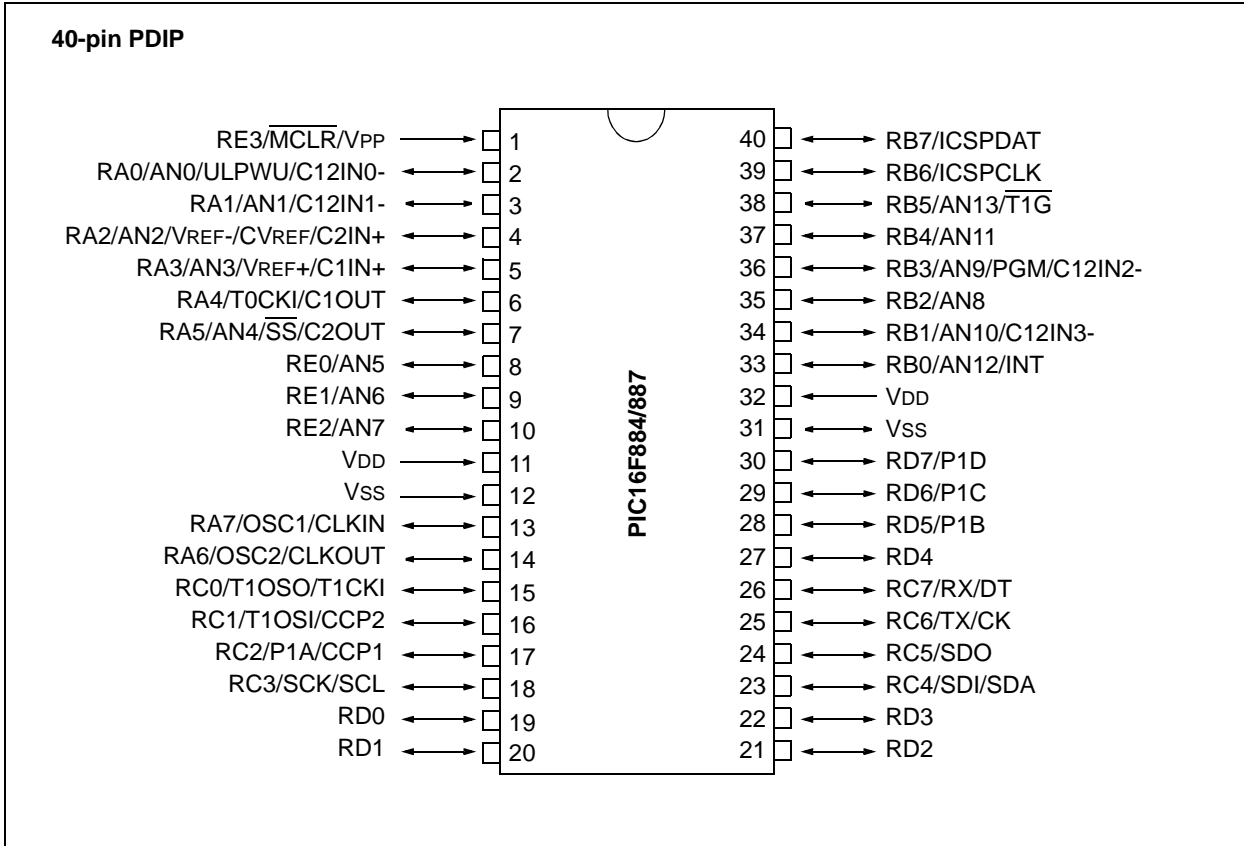 40-pin PDIP
RE3/MCLR/VPP 1
RA0/AN0/ULPWU/C12IN0- 2
RA1/AN1/C12IN1- 3
RA2/AN2/VREF-/CVREF/C2IN+ 4
RA3/AN3/VREF+/C1IN+ 5
RA4/T0CKI/C1OUT 6
RA5/AN4/SS/C2OUT 7
RE0/AN5 8
RE1/AN6 9
RE2/AN7 10
VDD 11
VSS 12
RA7/OSC1/CLKIN 13
RA6/OSC2/CLKOUT 14
RC0/T1OSO/T1CKI 15
RC1/T1OSI/CCP2 16
RC2/P1A/CCP1 17
RC3/SCK/SCL 18
RD0 19
RD1 20
PIC16F884/887
40 RB7/ICSPDAT
39 RB6/ICSPCLK
38 RB5/AN13/T1G
37 RB4/AN11
36 RB3/AN9/PGM/C12IN2-
35 RB2/AN8
34 RB1/AN10/C12IN3-
33 RB0/AN12/INT
32 VDD
31 VSS
30 RD7/P1D
29 RD6/P1C
28 RD5/P1B
27 RD4
26 RC7/RX/DT
25 RC6/TX/CK
24 RC5/SDO
23 RC4/SDI/SDA
22 RD3
21 RD2